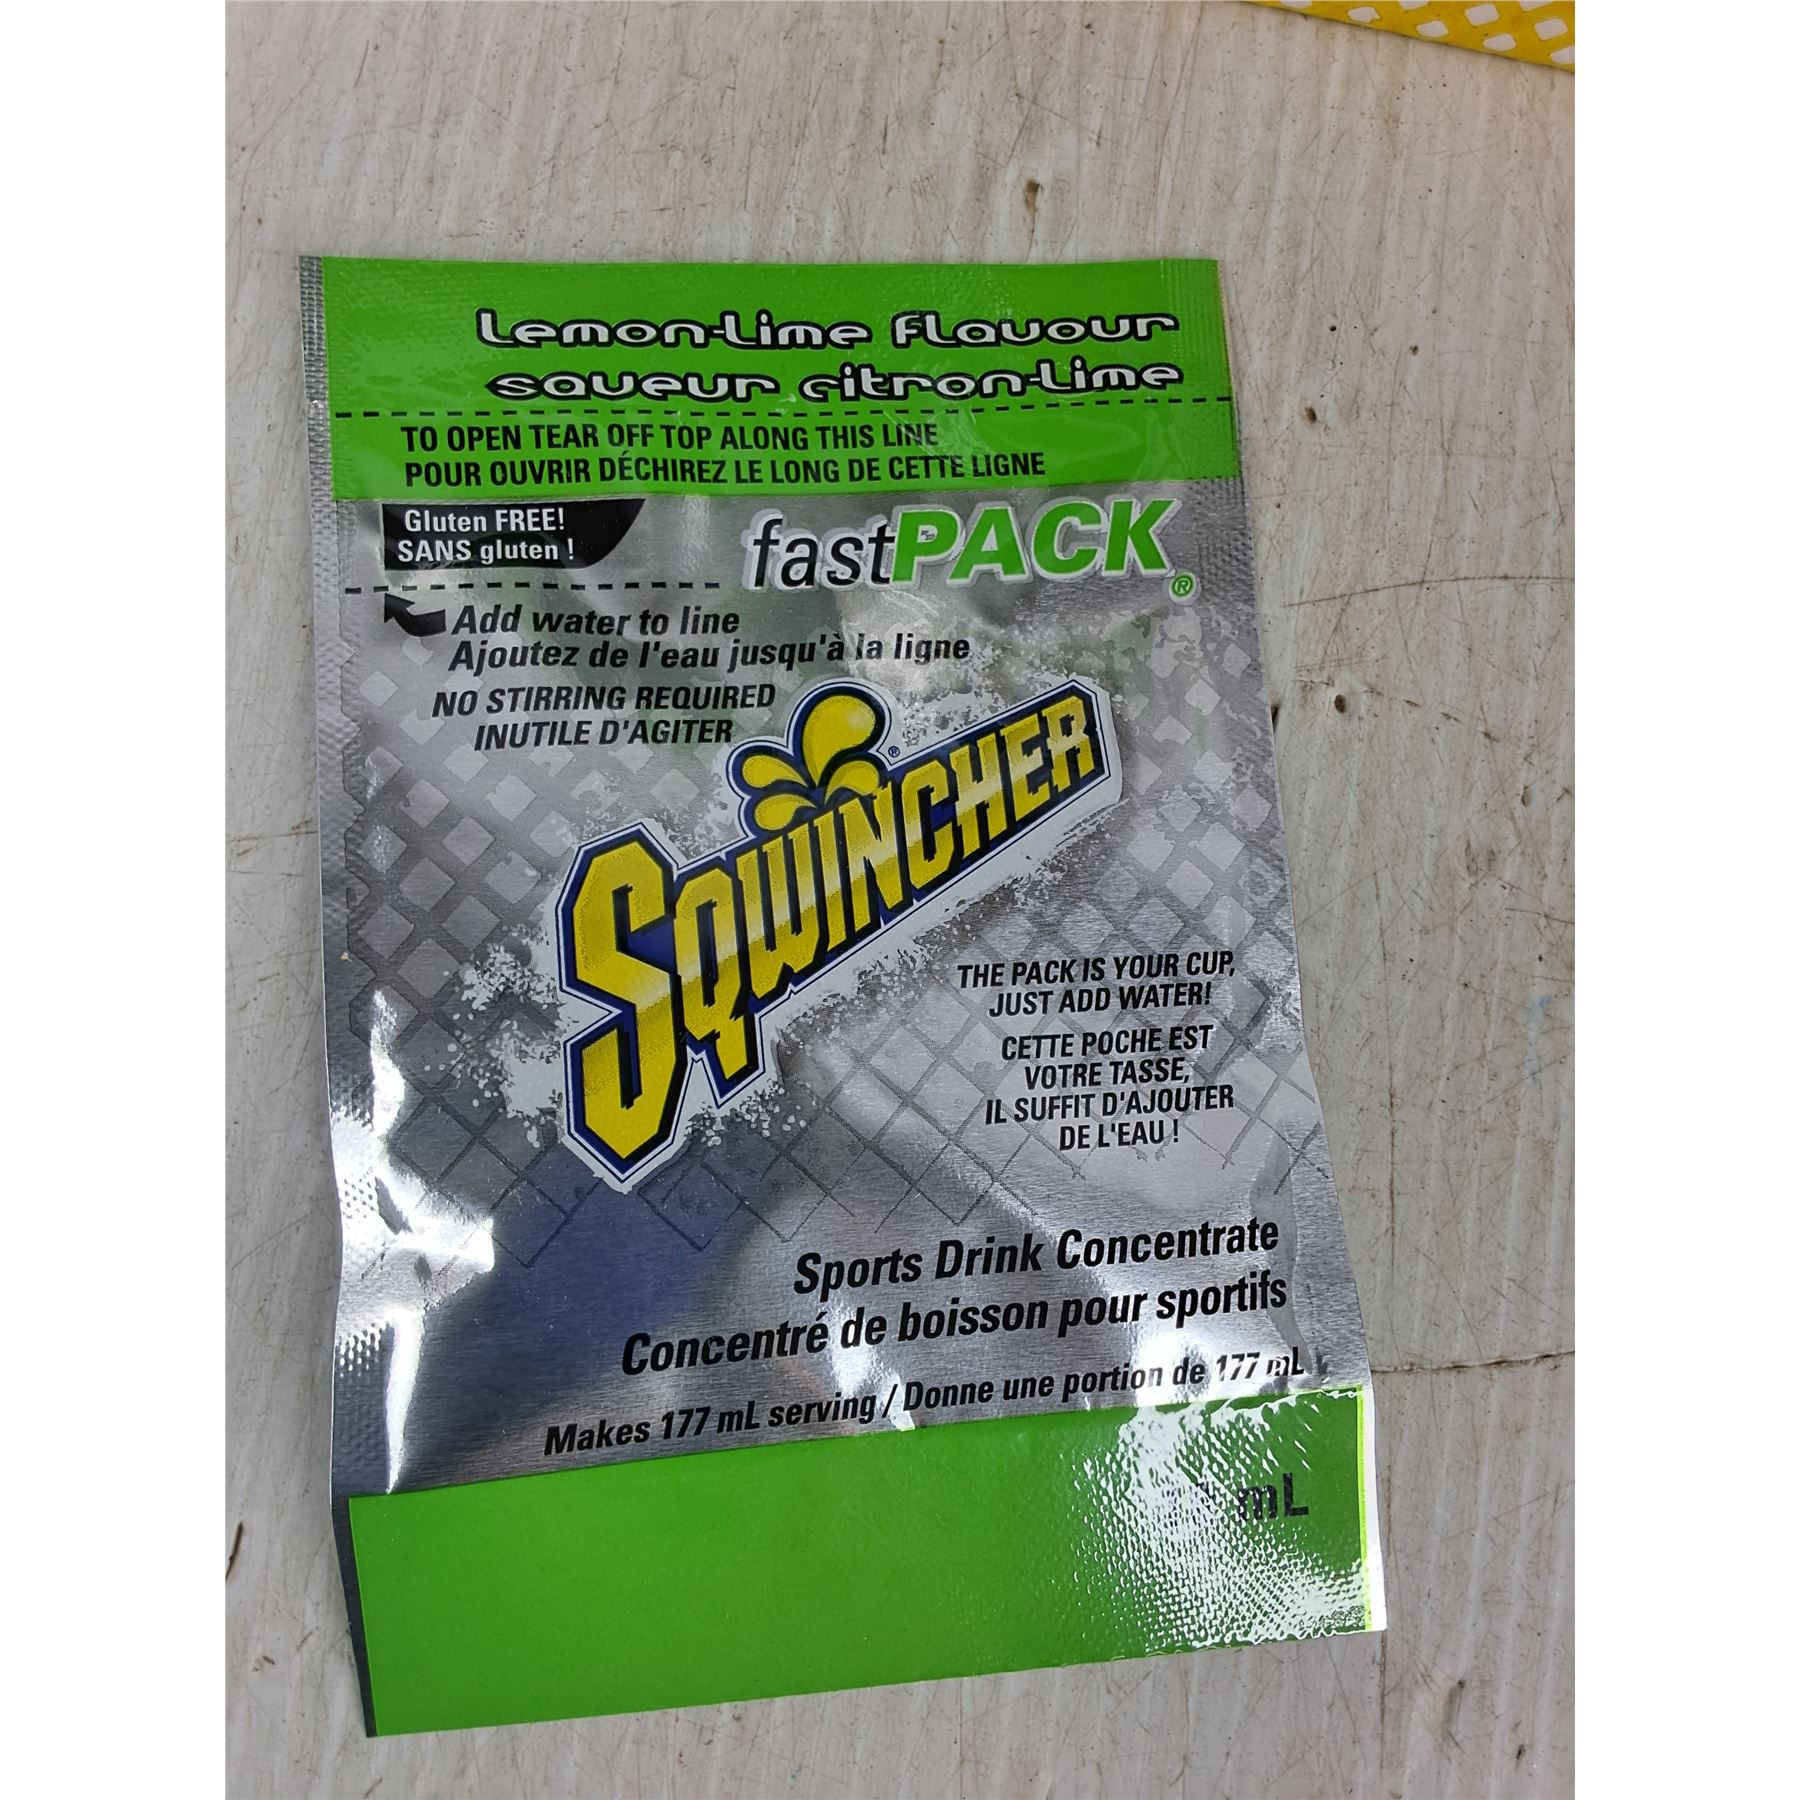 Lemon-Lime Flavour
saveur citron-Lime
TO OPEN TEAR OFF TOP ALONG THIS LINE
POUR OUVRIR DÉCHIREZ LE LONG DE CETTE LIGNE
Gluten FREE!
SANS gluten !
fastPACK®
Add water to line
Ajoutez de l'eau jusqu'à la ligne
NO STIRRING REQUIRED
INUTILE D'AGITER
SQWINCHER®
THE PACK IS YOUR CUP,
JUST ADD WATER!
CETTE POCHE EST
VOTRE TASSE,
IL SUFFIT D'AJOUTER
DE L'EAU !
Sports Drink Concentrate
Concentré de boisson pour sportifs
Makes 177 mL serving / Donne une portion de 177 mL
mL